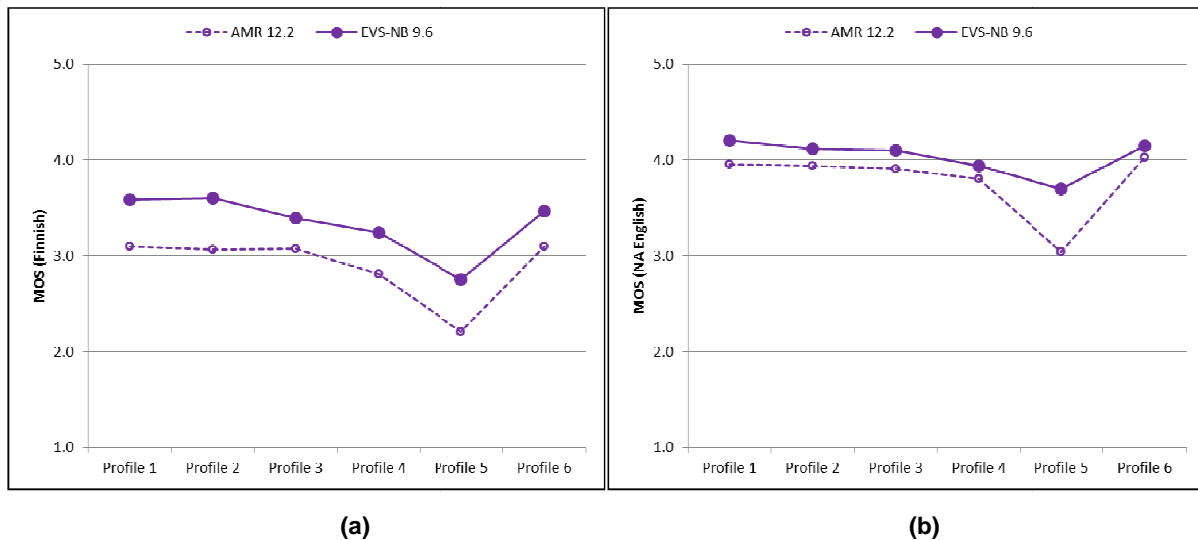 AMR 12.2 EVS-NB 9.6
5.0
4.0
3.0
2.0
1.0
MOS (Finnish)
Profile 1 Profile 2 Profile 3 Profile 4 Profile 5 Profile 6
(a)
AMR 12.2 EVS-NB 9.6
5.0
4.0
3.0
2.0
1.0
MOS (NA English)
Profile 1 Profile 2 Profile 3 Profile 4 Profile 5 Profile 6
(b)